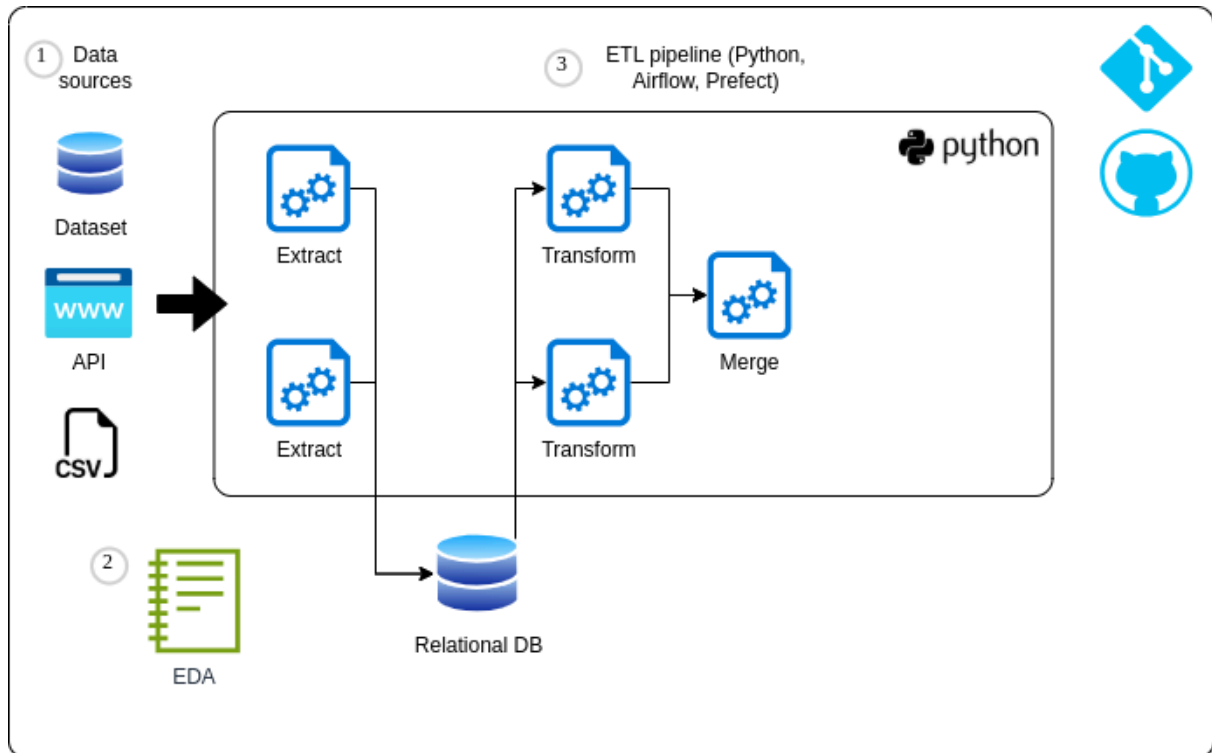 1
Data
sources
3
ETL pipeline (Python,
Airflow, Prefect)
python
Dataset
Extract
Transform
www
API
Merge
CSV
Extract
Transform
2
EDA
Relational DB